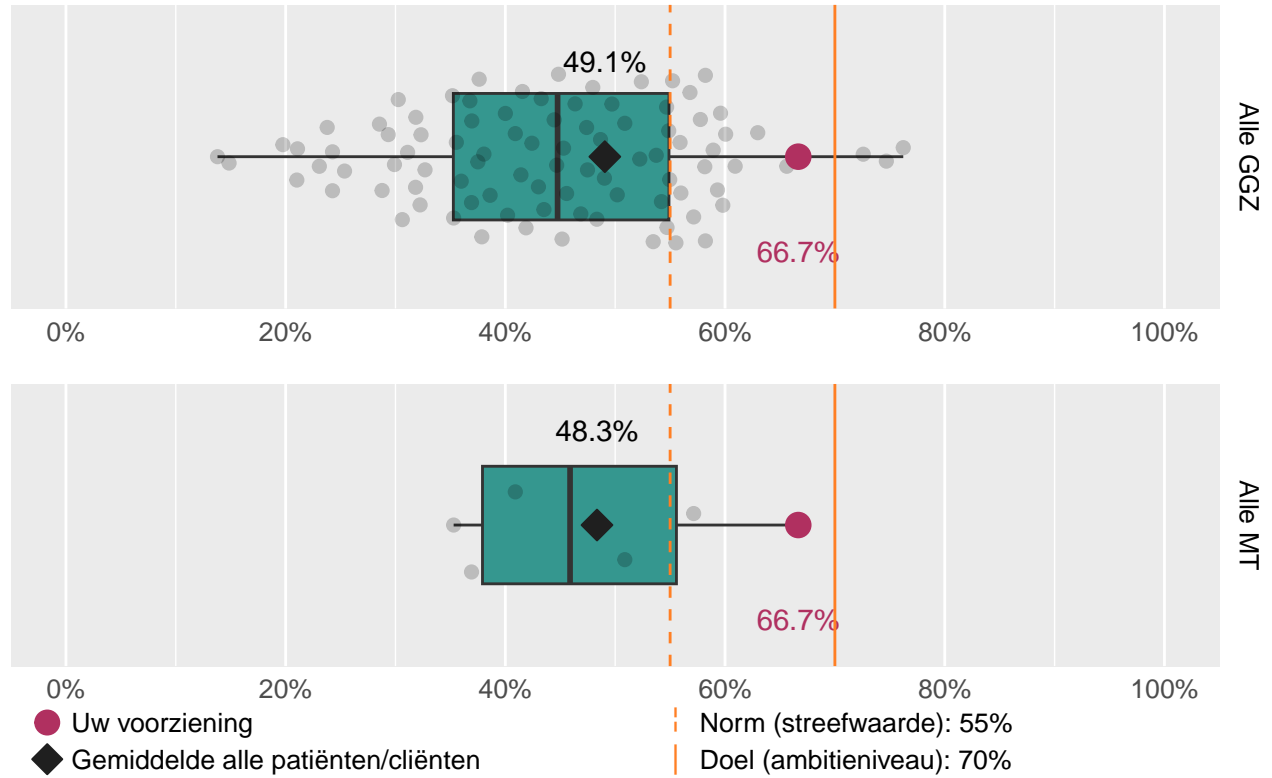 49.1%
Alle GGZ
66.7%
0% 20% 40% 60% 80% 100%
48.3%
Alle MT
66.7%
0% 20% 40% 60% 80% 100%
Uw voorziening
Norm (streefwaarde): 55%
Gemiddelde alle patiënten/cliënten
Doel (ambitieniveau): 70%